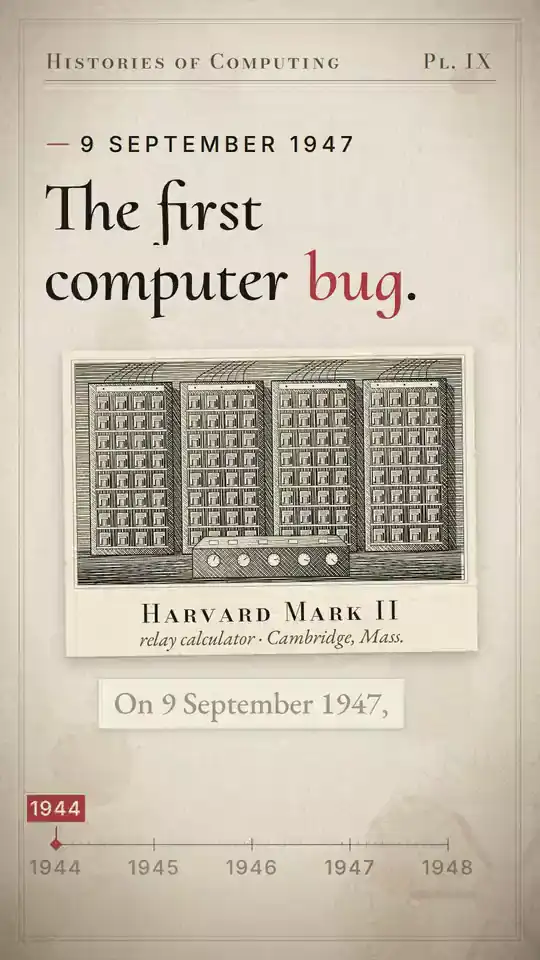 Histories of Computing Pl. IX
— 9 SEPTEMBER 1947
The first
computer bug.
Harvard Mark II
relay calculator · Cambridge, Mass.
On 9 September 1947,
1944
1944 1945 1946 1947 1948